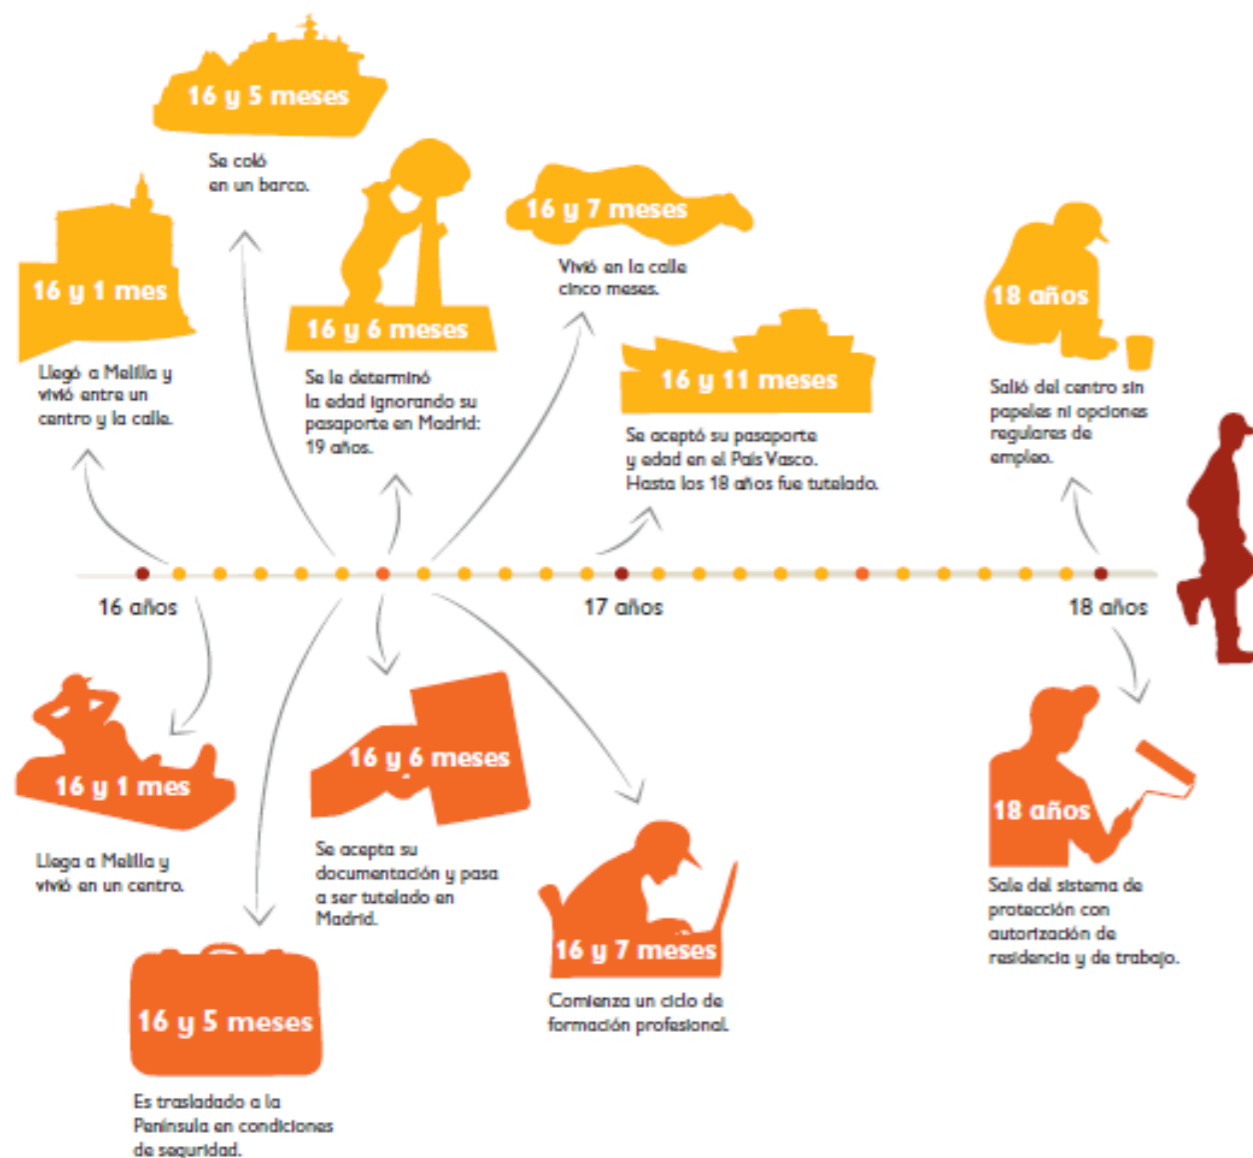 16 y 5 meses
Se coló
en un barco.
16 y 1 mes
Llegó a Melilla y
vivió entre un
centro y la calle.
16 y 6 meses
Se le determinó
la edad ignorando su
pasaporte en Madrid:
19 años.
16 y 7 meses
Vivió en la calle
cinco meses.
16 y 11 meses
Se aceptó su pasaporte
y edad en el País Vasco.
Hasta los 18 años fue tutelado.
18 años
Salió del centro sin
papeles ni opciones
regulares de
empleo.
16 años
17 años
18 años
16 y 1 mes
Llega a Melilla y
vivió en un centro.
16 y 5 meses
Es trasladado a la
Península en condiciones
de seguridad.
16 y 6 meses
Se acepta su
documentación y pasa
a ser tutelado en
Madrid.
16 y 7 meses
Comienza un ciclo de
formación profesional.
18 años
Sale del sistema de
protección con
autorización de
residencia y de trabajo.